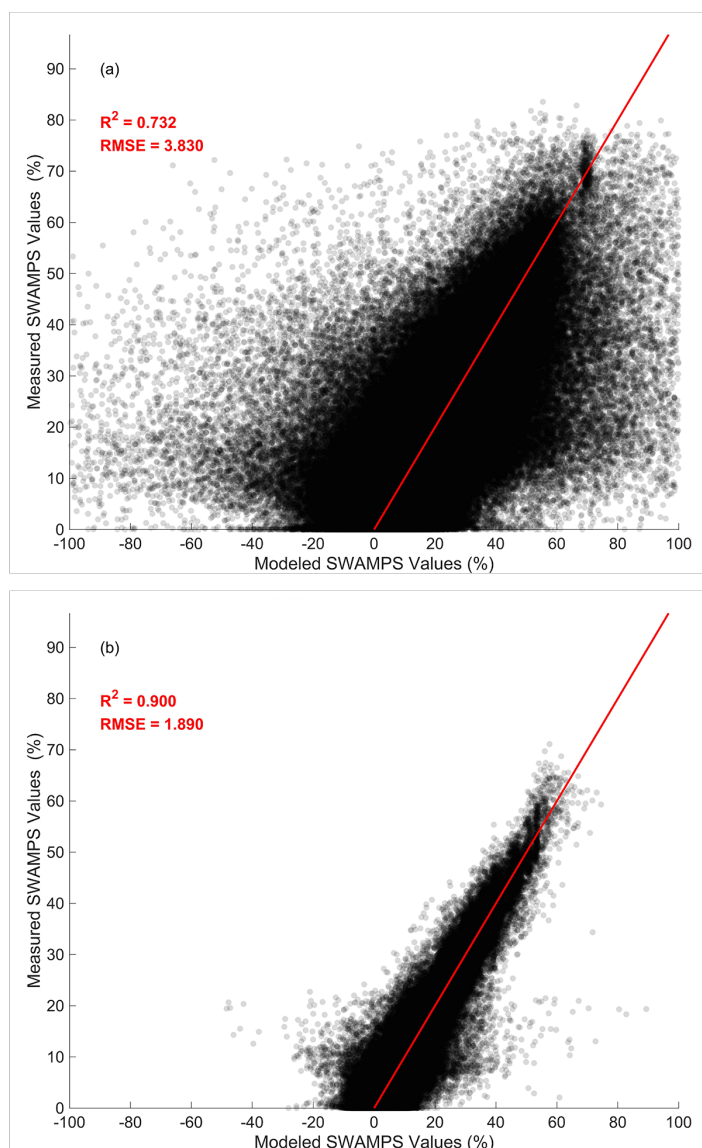 (a)
R² = 0.732
RMSE = 3.830
Measured SWAMPS Values (%)
90
80
70
60
50
40
30
20
10
0
-100 -80 -60 -40 -20 0 20 40 60 80 100
Modeled SWAMPS Values (%)
(b)
R² = 0.900
RMSE = 1.890
Measured SWAMPS Values (%)
90
80
70
60
50
40
30
20
10
0
-100 -80 -60 -40 -20 0 20 40 60 80 100
Modeled SWAMPS Values (%)